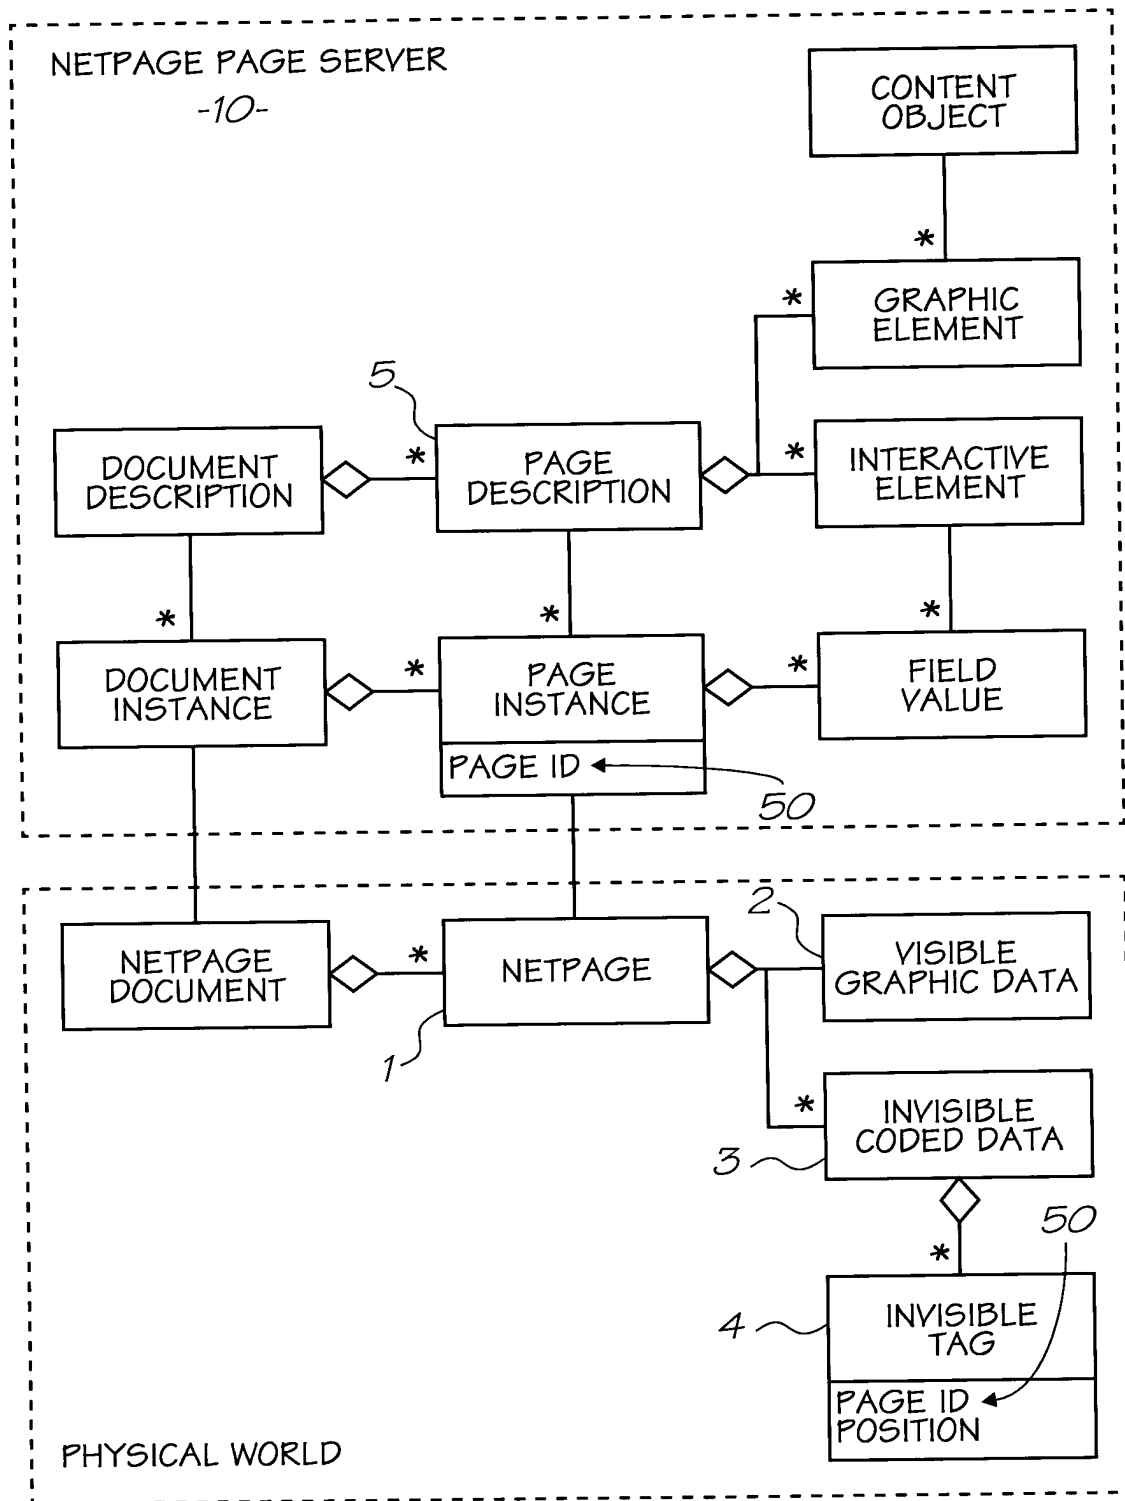 NETPAGE PAGE SERVER
-10-
CONTENT
OBJECT
*
GRAPHIC
ELEMENT
*
5
DOCUMENT
DESCRIPTION
*
PAGE
DESCRIPTION
*
INTERACTIVE
ELEMENT
*
*
*
DOCUMENT
INSTANCE
*
PAGE
INSTANCE
*
FIELD
VALUE
PAGE ID
50
NETPAGE
DOCUMENT
*
NETPAGE
1
2
VISIBLE
GRAPHIC DATA
*
INVISIBLE
CODED DATA
3
*
50
4
INVISIBLE
TAG
PAGE ID
POSITION
PHYSICAL WORLD